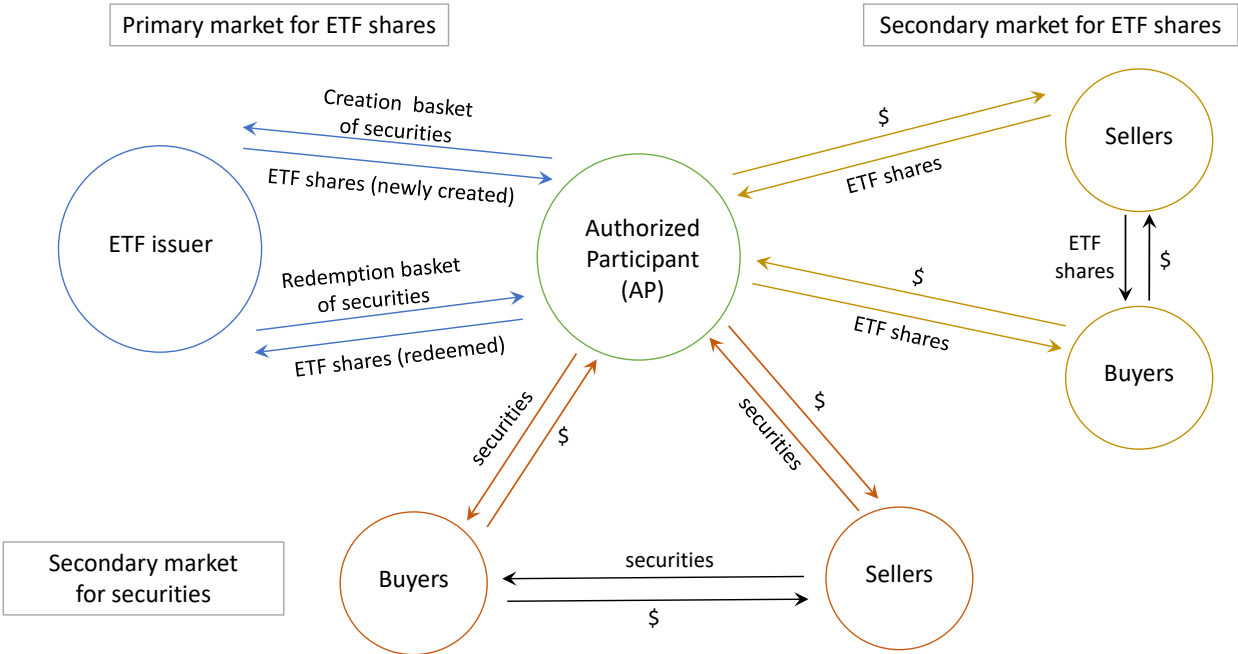 Primary market for ETF shares
Secondary market for ETF shares
Creation basket
of securities
ETF shares (newly created)
ETF issuer
Redemption basket
of securities
ETF shares (redeemed)
Authorized
Participant
(AP)
$
ETF shares
Sellers
ETF
shares
$
$
ETF shares
Buyers
securities
$
$
securities
Secondary market
for securities
Buyers
securities
$
Sellers